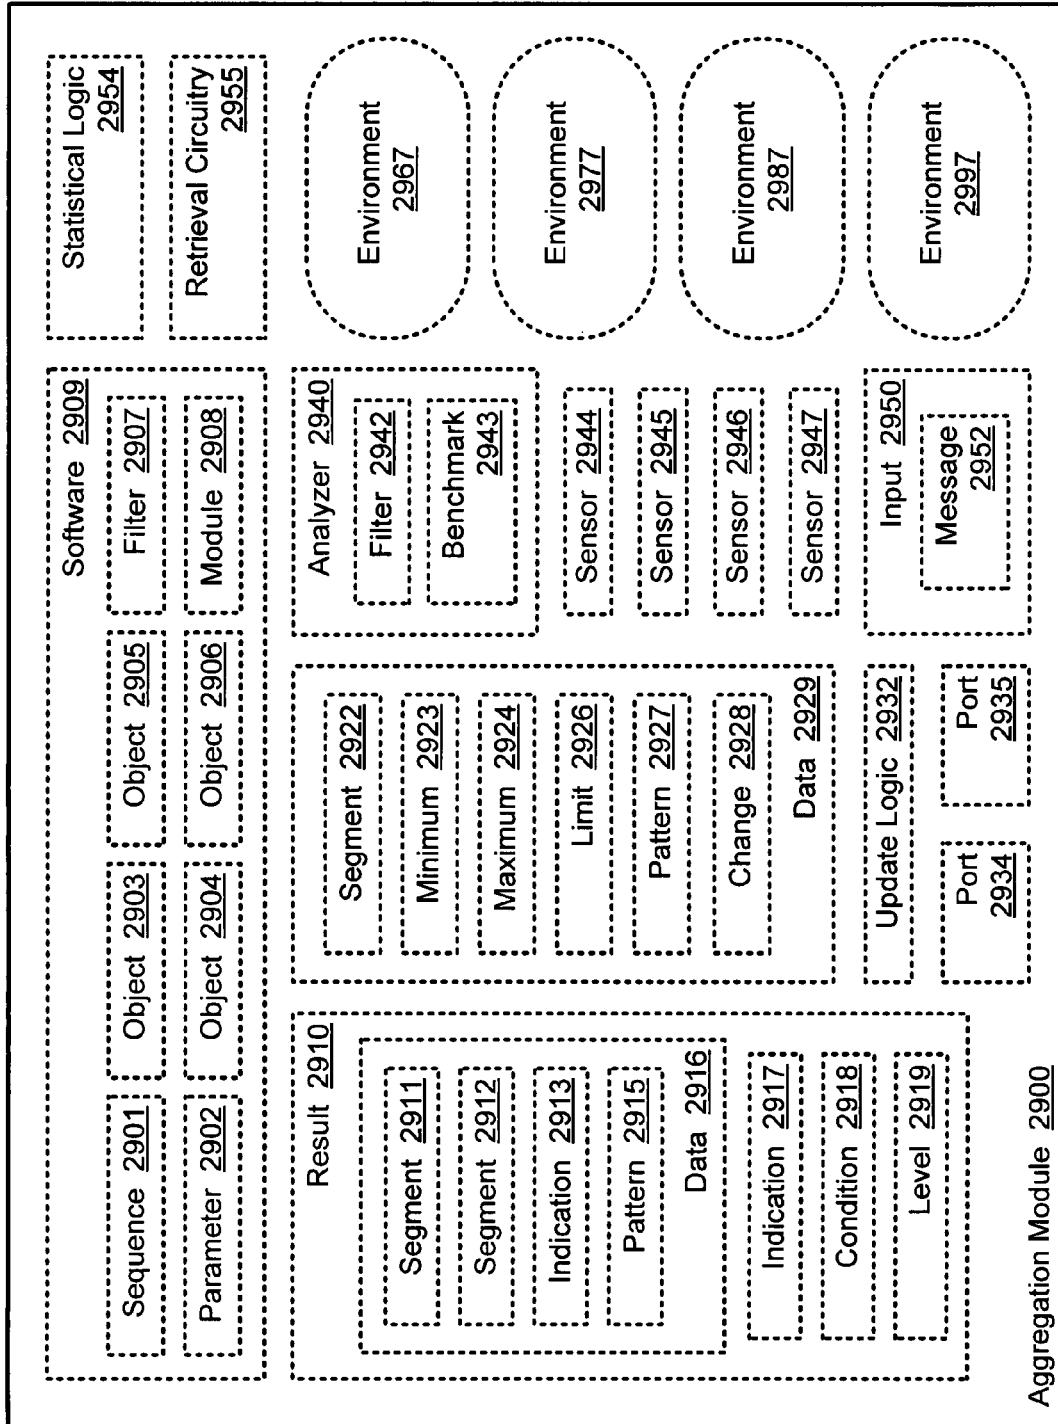 Software 2909
Sequence 2901
Object 2903
Object 2905
Filter 2907
Parameter 2902
Object 2904
Object 2906
Module 2908
Statistical Logic
2954
Retrieval Circuitry
2955
Result 2910
Segment 2911
Segment 2912
Indication 2913
Pattern 2915
Data 2916
Indication 2917
Condition 2918
Level 2919
Segment 2922
Minimum 2923
Maximum 2924
Limit 2926
Pattern 2927
Change 2928
Data 2929
Update Logic 2932
Port
2934
Port
2935
Analyzer 2940
Filter 2942
Benchmark
2943
Sensor 2944
Sensor 2945
Sensor 2946
Sensor 2947
Input 2950
Message
2952
Environment
2967
Environment
2977
Environment
2987
Environment
2997
Aggregation Module 2900